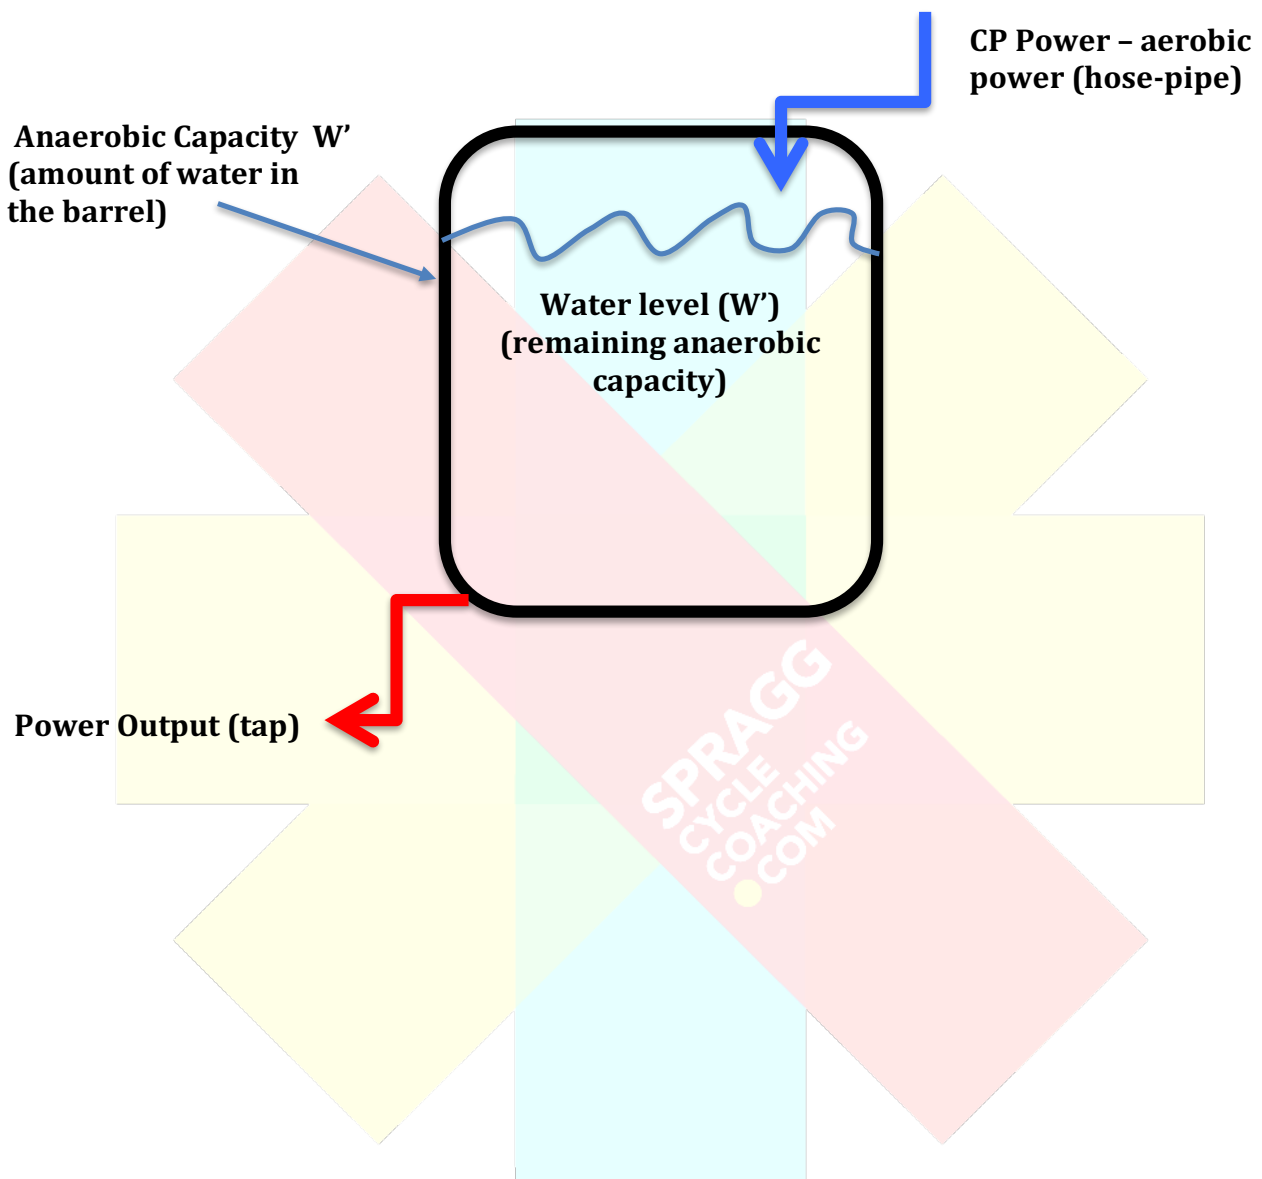 CP Power – aerobic
power (hose-pipe)
Anaerobic Capacity  W’
(amount of water in
the barrel)
Water level (W’)
(remaining anaerobic
capacity)
Power Output (tap)
SPRAGG
CYCLE
COACHING
.COM